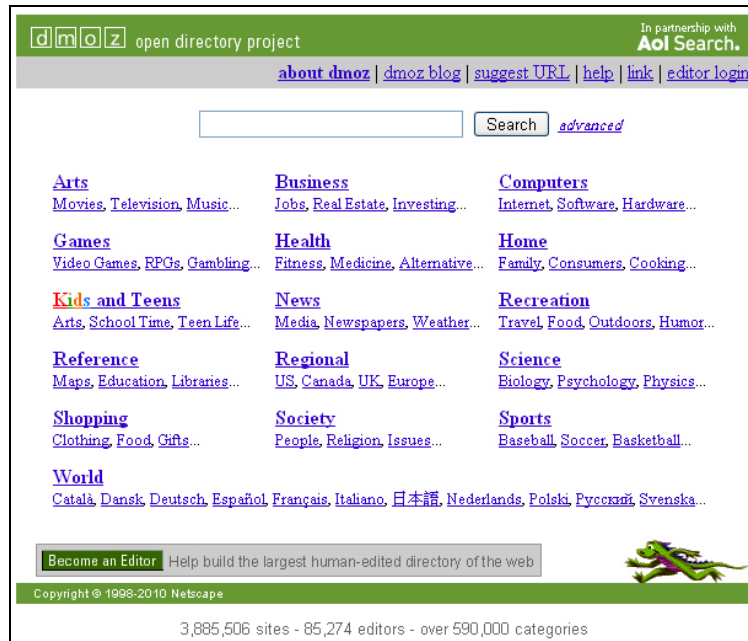 dmoz open directory project
In partnership with
Aol Search.
about dmoz | dmoz blog | suggest URL | help | link | editor login
Search advanced
Arts Business Computers
Movies, Television, Music... Jobs, Real Estate, Investing... Internet, Software, Hardware...
Games Health Home
Video Games, RPGs, Gambling... Fitness, Medicine, Alternative... Family, Consumers, Cooking...
Kids and Teens News Recreation
Arts, School Time, Teen Life... Media, Newspapers, Weather... Travel, Food, Outdoors, Humor...
Reference Regional Science
Maps, Education, Libraries... US, Canada, UK, Europe... Biology, Psychology, Physics...
Shopping Society Sports
Clothing, Food, Gifts... People, Religion, Issues... Baseball, Soccer, Basketball...
World
Català, Dansk, Deutsch, Español, Français, Italiano, 日本語, Nederlands, Polski, Русский, Svenska...
Become an Editor Help build the largest human-edited directory of the web
Copyright © 1998-2010 Netscape
3,885,506 sites - 85,274 editors - over 590,000 categories